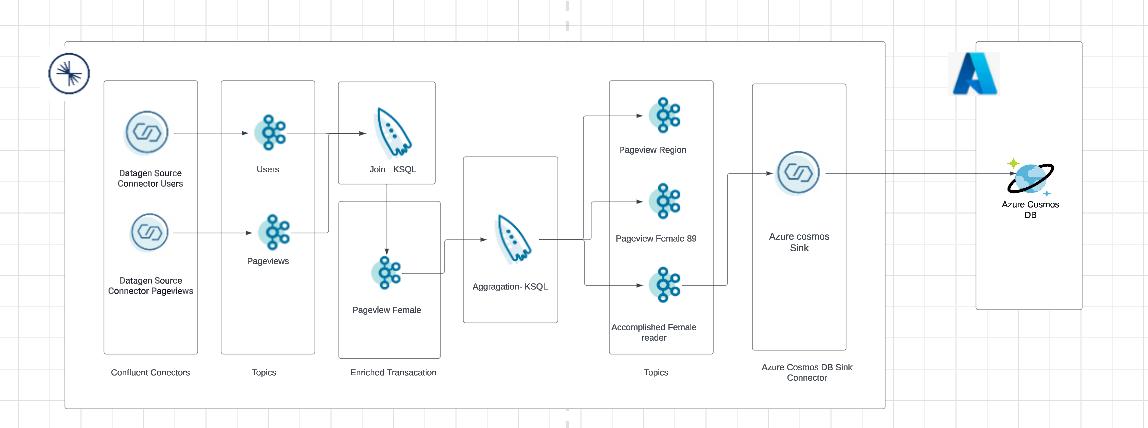 Datagen Source
Connector Users
Datagen Source
Connector Pageviews
Confluent Conectors
Users
Pageviews
Topics
Join KSQL
Pageview Female
Enriched Transacation
Aggragation- KSQL
Pageview Region
Pageview Female 89
Accomplished Female
reader
Topics
Azure cosmos
Sink
Azure Cosmos DB Sink
Connector
Azure Cosmos
DB